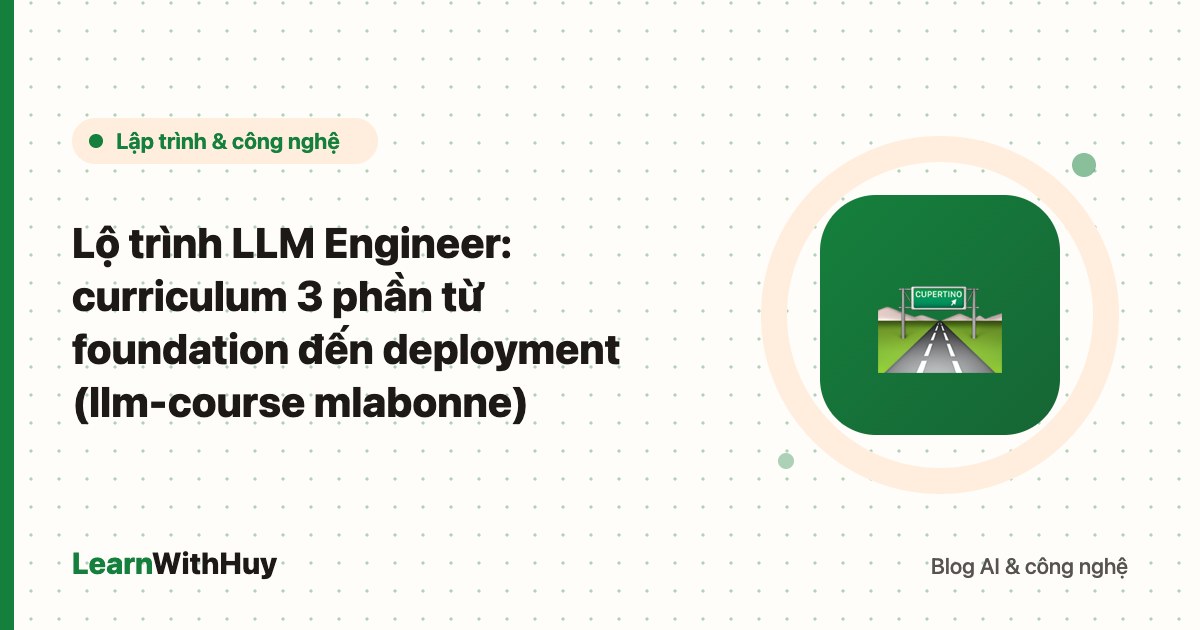 Lập trình & công nghệ
Lộ trình LLM Engineer:
curriculum 3 phần từ
foundation đến deployment
(llm-course mlabonne)
CUPERTINO
LearnWithHuy
Blog AI & công nghệ